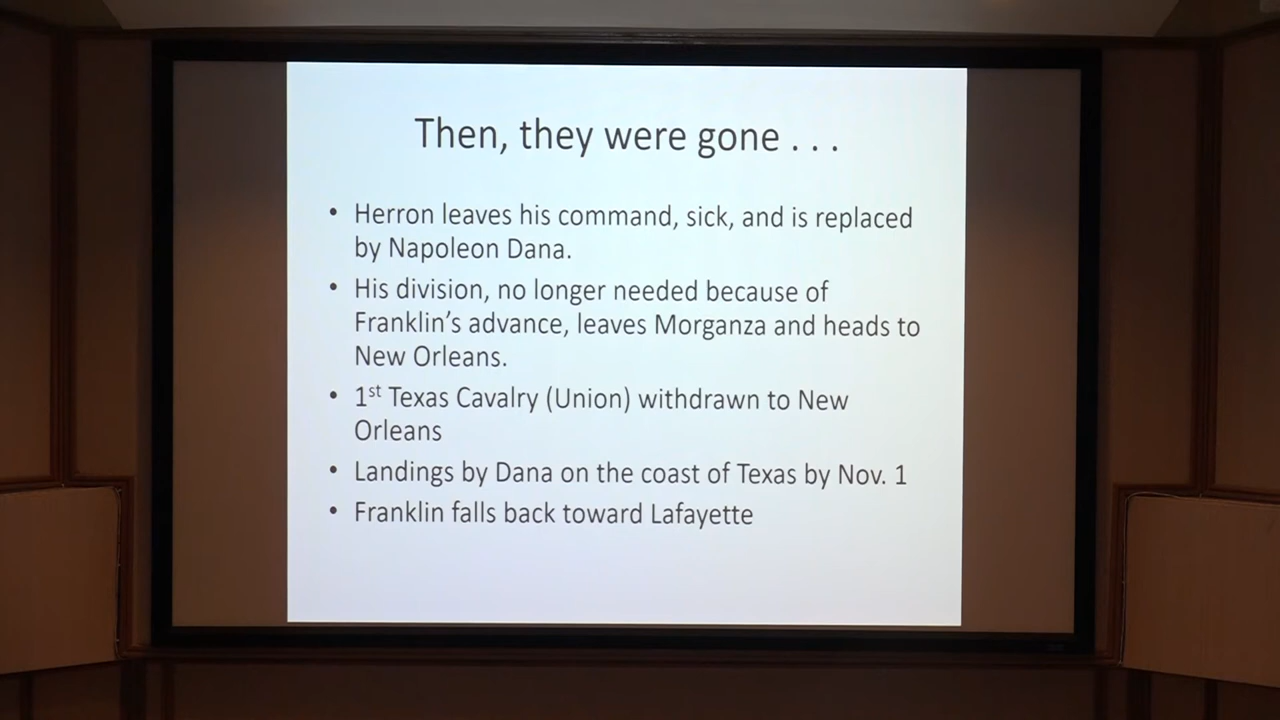 Then, they were gone . . .
• Herron leaves his command, sick, and is replaced
by Napoleon Dana.
• His division, no longer needed because of
Franklin’s advance, leaves Morganza and heads to
New Orleans.
• 1st Texas Cavalry (Union) withdrawn to New
Orleans
• Landings by Dana on the coast of Texas by Nov. 1
• Franklin falls back toward Lafayette